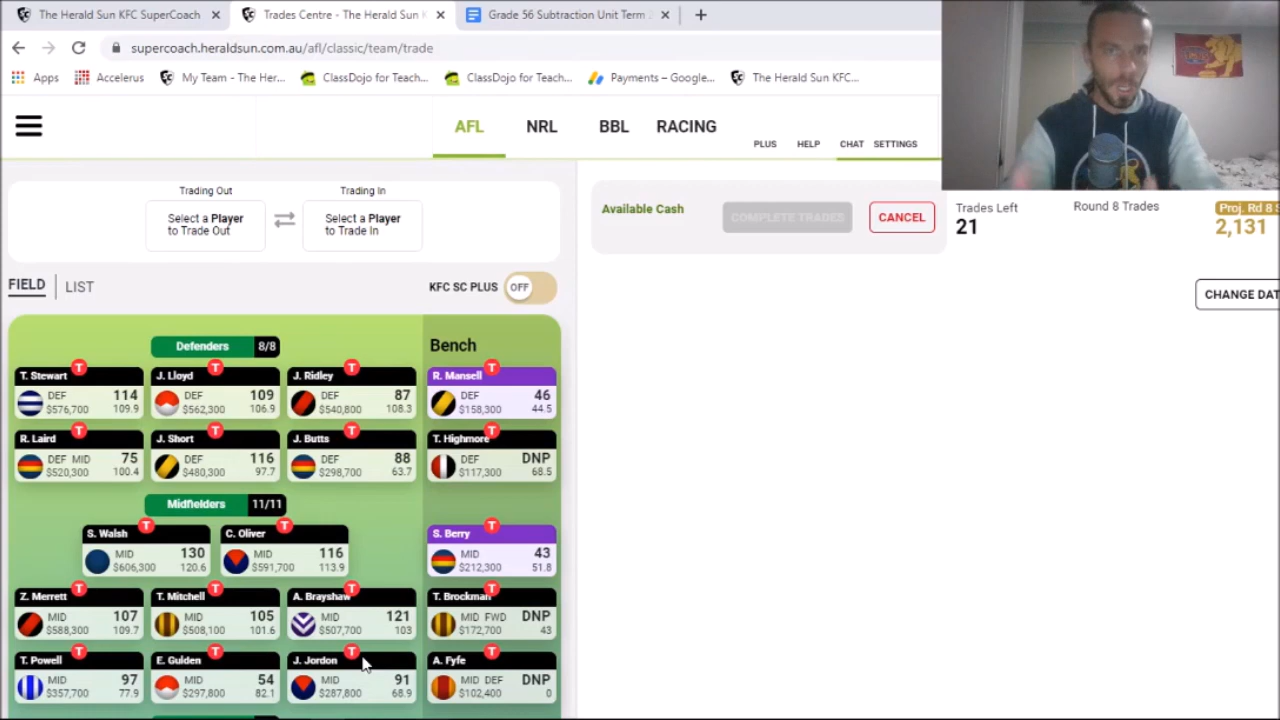 The Herald Sun KFC SuperCoach
Trades Centre - The Herald Sun K
Grade 56 Subtraction Unit Term
supercoach.heraldsun.com.au/afl/classic/team/trade
Apps
Accelerus
My Team - The Her...
ClassDojo for Teach...
ClassDojo for Teach...
Payments – Google...
The Herald Sun KFC...
AFL
NRL
BBL
RACING
PLUS
HELP
CHAT
SETTINGS
Trading Out
Select a Player
to Trade Out
Trading In
Select a Player
to Trade In
Available Cash
COMPLETE TRADES
CANCEL
Trades Left
21
Round 8 Trades
Proj. Rd 8 S
2,131
FIELD
LIST
KFC SC PLUS
OFF
CHANGE DAT
Defenders 8/8
Bench
T. Stewart T
DEF 114
$576,700 109.9
J. Lloyd T
DEF 109
$562,300 106.9
J. Ridley T
DEF 87
$540,800 108.3
R. Mansell T
DEF 46
$158,300 44.5
R. Laird T
DEF MID 75
$520,300 100.4
J. Short T
DEF 116
$480,300 97.7
J. Butts T
DEF 88
$298,700 63.7
T. Highmore T
DEF DNP
$117,300 68.5
Midfielders 11/11
S. Walsh T
MID 130
$606,300 120.6
C. Oliver T
MID 116
$591,700 113.9
S. Berry T
MID 43
$212,300 51.8
Z. Merrett T
MID 107
$588,300 109.7
T. Mitchell T
MID 105
$508,100 101.6
A. Brayshaw T
MID 121
$507,700 103
T. Brockman T
MID FWD DNP
$172,700 43
T. Powell T
MID 97
$357,700 77.9
E. Gulden T
MID 54
$297,800 82.1
J. Jordon T
MID 91
$287,800 68.9
A. Fyfe T
MID DEF DNP
$102,400 0